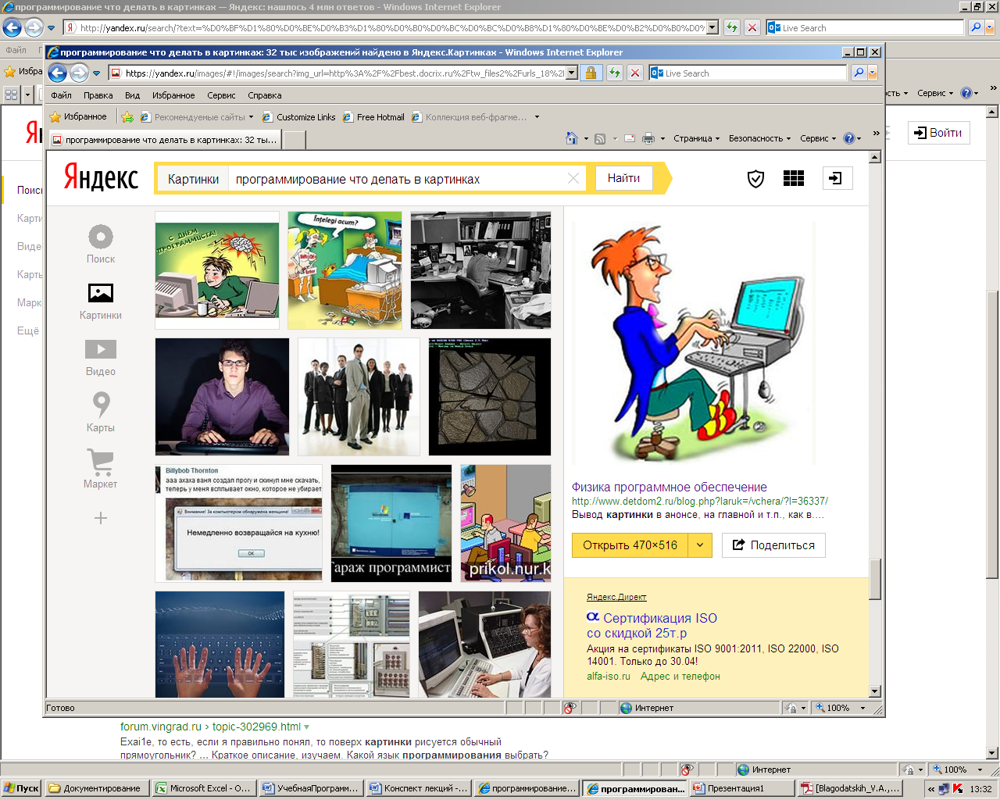 программирование что делать в картинках — Яндекс: нашлось 4 млн ответов - Windows Internet Explorer
http://yandex.ru/search/?text=%D0%BF%D1%80%D0%BE%D0%B3%D1%80%D0%B0%D0%BC%D0%BC%D0%B8%D1%80%D0%BE%D0%B2%D0%B0%D0
Live Search
Файл
Избра
Сервис
программирование что делать в картинках: 32 тыс изображений найдено в Яндекс.Картинках - Windows Internet Explorer
https://yandex.ru/images/#!/images/search?img_url=http%3A%2F%2Fbest.docrix.ru%2Ftw_files2%2Furls_18%2
Live Search
Файл Правка Вид Избранное Сервис Справка
Избранное Рекомендуемые сайты Customize Links Free Hotmail Коллекция веб-фрагме...
программирование что делать в картинках: 32 ты...
Страница Безопасность Сервис
Войти
Яндекс
Картинки программирование что делать в картинках Найти
Поиск
Картинки
Видео
Карты
Маркет
Ещё
С ДНЕМ ПРОГРАММИСТА!
Înțelegi acum?
Billybob Thornton
ааа ахаха ваня создал прогу и скинул мне скачать,
теперь у меня всплывает окно, которое не убирает
Внимание! За компьютером обнаружена женщина!
Немедленно возвращайся на кухню!
OK
Windows
Гараж программист
prikol.nur.k
Физика программное обеспечение
http://www.detdom2.ru/blog.php?laruk=/vchera/?l=36337/
Вывод картинки в анонсе, на главной и т.п., как в....
Открыть 470×516
Поделиться
Яндекс.Директ
Сертификация ISO
со скидкой 25т.р
Акция на сертификаты ISO 9001:2011, ISO 22000, ISO
14001. Только до 30.04!
alfa-iso.ru Адрес и телефон
Готово
Интернет
100%
forum.vingrad.ru › topic-302969.html
Exai1e, то есть, если я правильно понял, то поверх картинки рисуется обычный
прямоугольник? ... Краткое описание, изучаем. Какой язык программирования выбрать?
Интернет
100%
Пуск
Документирование
Microsoft Excel - О...
УчебнаяПрограмм...
Конспект лекций -...
программирование...
программирован...
Презентация1
[Blagodatskih_V.A.,...
13:32